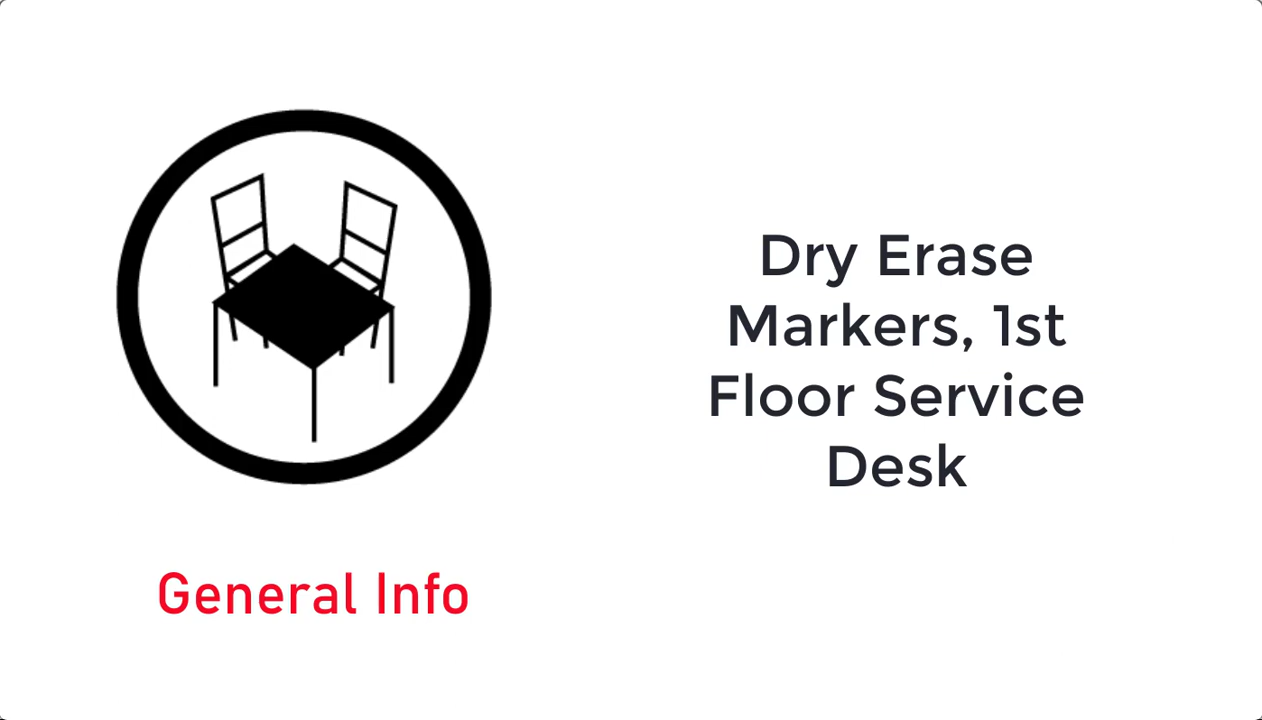 Dry Erase
Markers, 1st
Floor Service
Desk
General Info